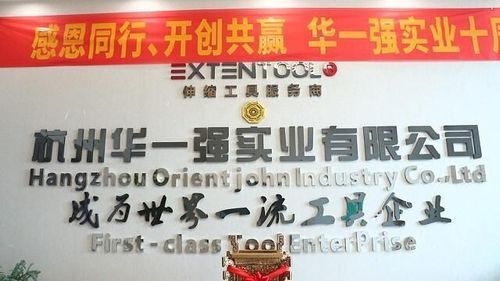 感恩同行、开创共赢 华一强实业十周
EXTENTOOL
伸缩工具服务商
杭州华一强实业有限公司
Hangzhou Orientjohn Industry Co.,Ltd
成为世界一流工具企业
First-class Tool EnterPrise